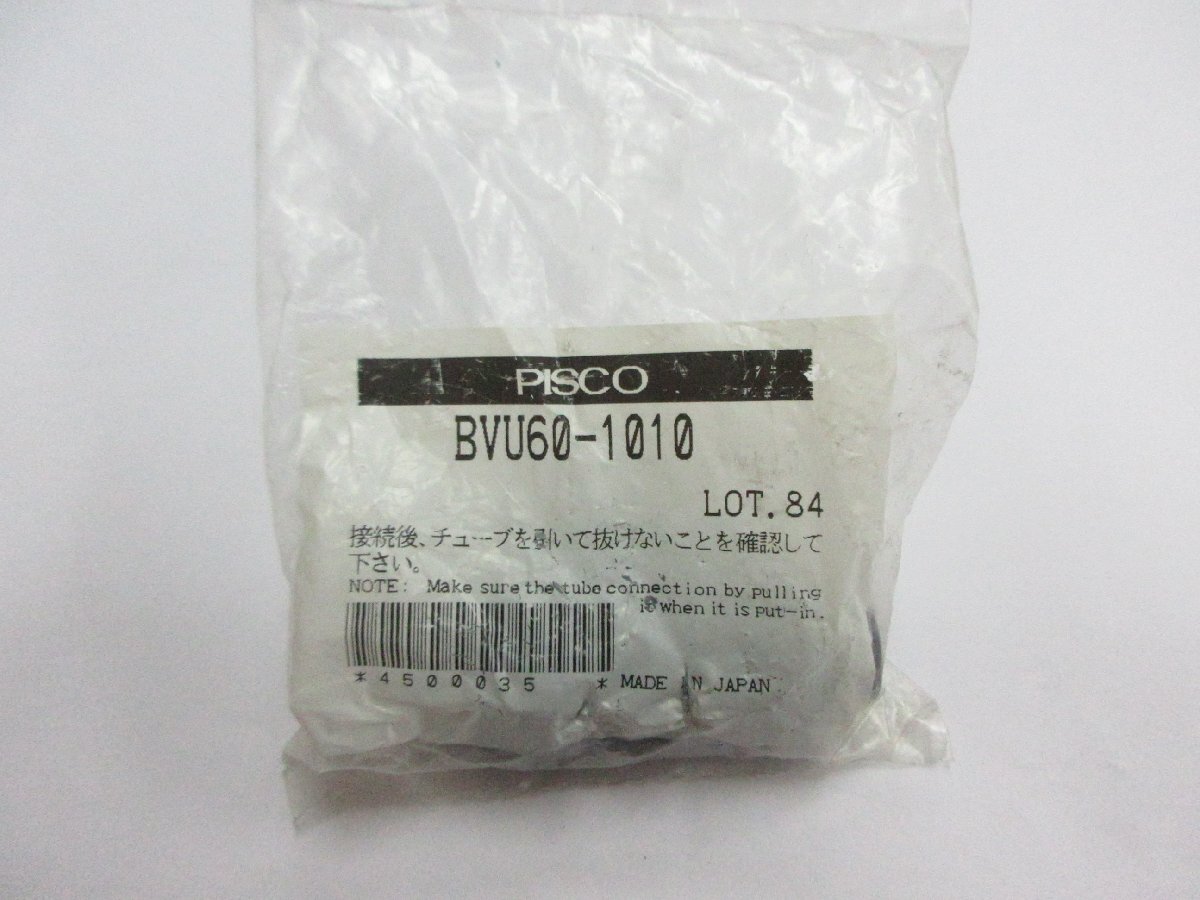 PISCO
BVU60-1010
LOT.84
接続後、チューブを引いて抜けないことを確認して
下さい。
NOTE: Make sure the tube connection by pulling
it when it is put-in.
*4500035 * MADE IN JAPAN